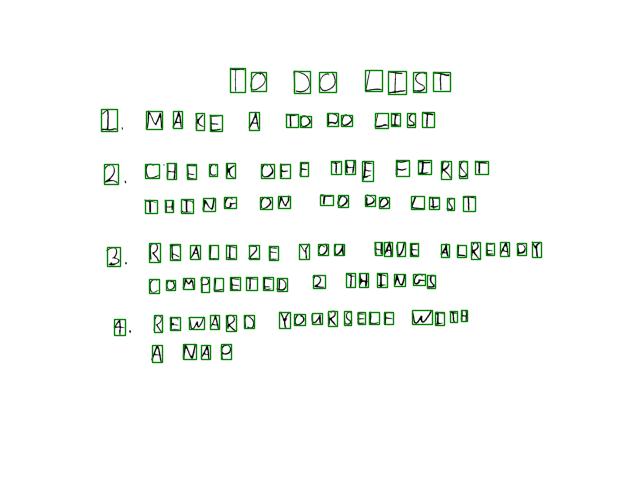 TO DO LIST
1. MAKE A TO DO LIST
2. CHECK OFF THE FIRST
THING ON TO DO LIST
3. REALIZE YOU HAVE ALREADY
COMPLETED 2 THINGS
4. REWARD YOURSELF WITH
A NAP